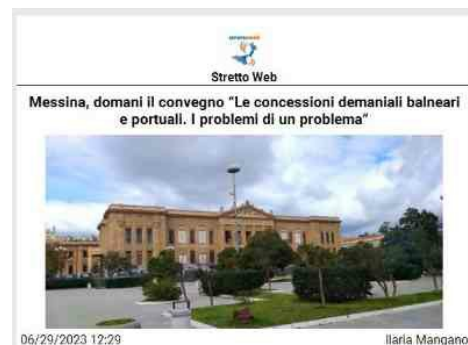 Stretto Web
Messina, domani il convegno “Le concessioni demaniali balneari
e portuali. I problemi di un problema”
06/29/2023 12:29
Ilaria Mangano